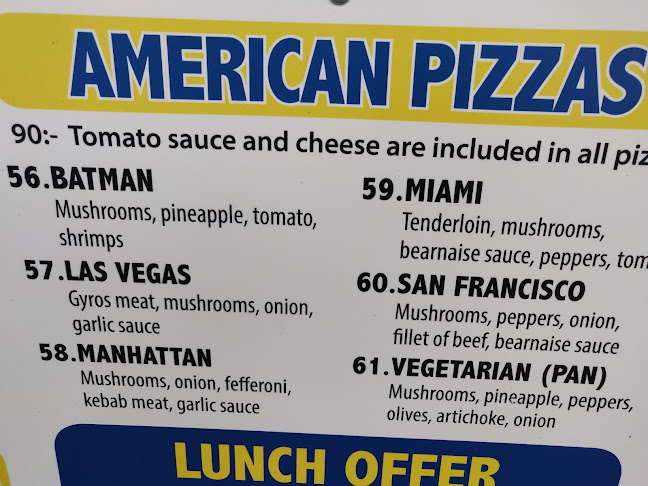 AMERICAN PIZZAS
90:- Tomato sauce and cheese are included in all
56.BATMAN
Mushrooms, pineapple, tomato,
shrimps
57.LAS VEGAS
Gyros meat, mushrooms, onion,
garlic sauce
58.MANHATTAN
Mushrooms, onion, fefferoni,
kebab meat, garlic sauce
59.MIAMI
Tenderloin, mushrooms,
bearnaise sauce, peppers,
60.SAN FRANCISCO
Mushrooms, peppers, onion,
fillet of beef, bearnaise sauce
61.VEGETARIAN (PAN)
Mushrooms, pineapple, peppers,
olives, artichoke, onion
LUNCH OFFER